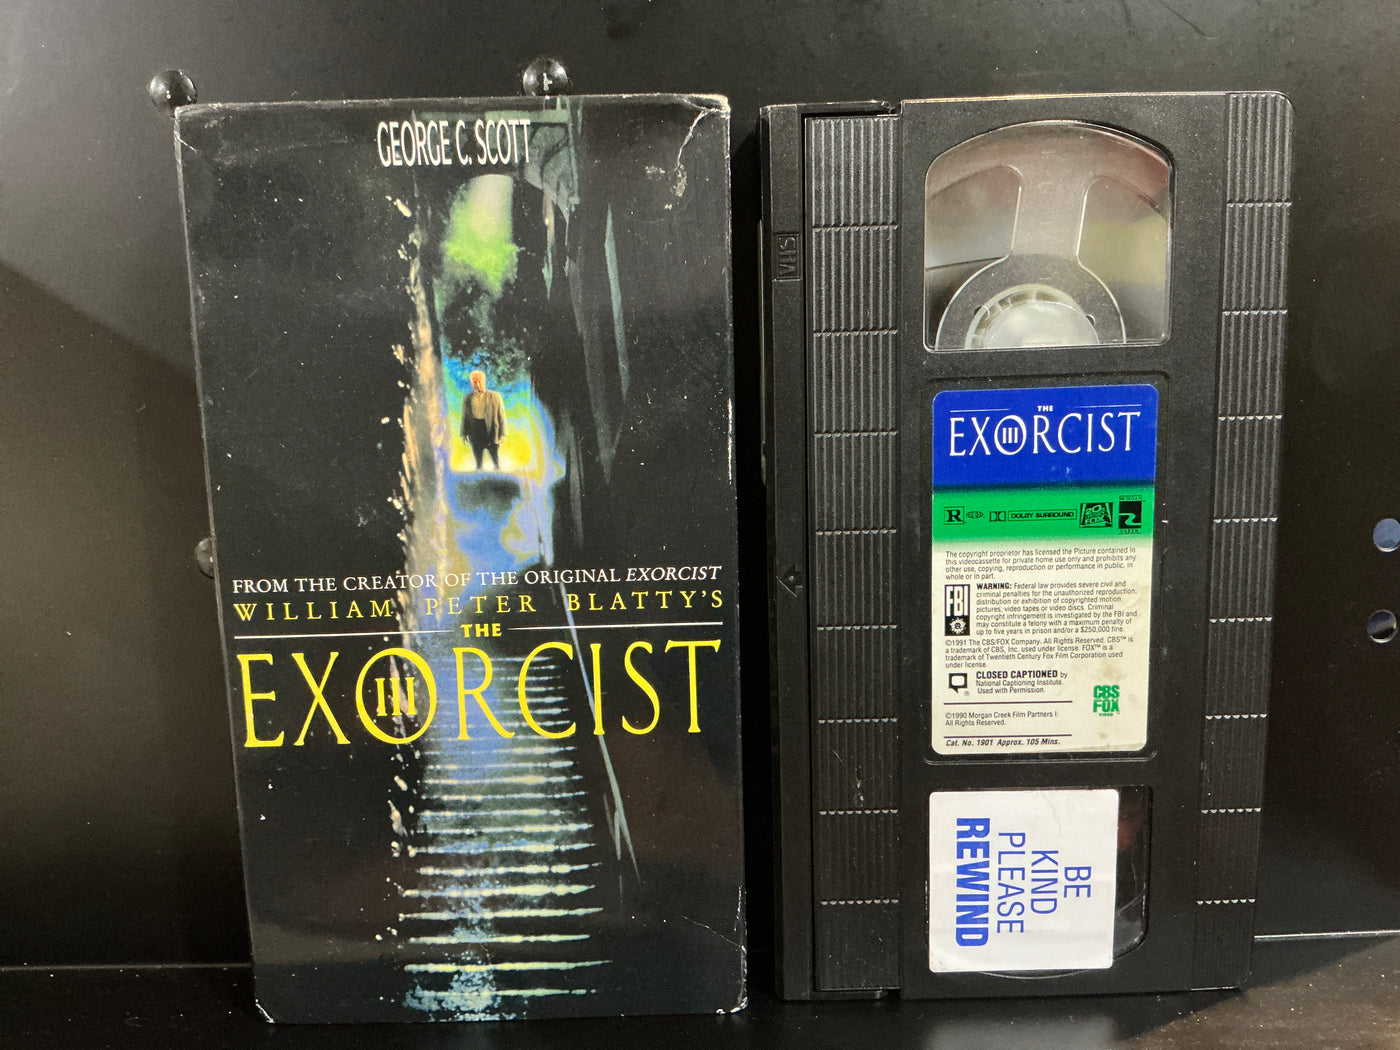 GEORGE C. SCOTT
FROM THE CREATOR OF THE ORIGINAL EXORCIST
WILLIAM PETER BLATTY'S
THE
EXORCIST
III
VHS
THE
EXORCIST
III
R
DOLBY SURROUND
20
FOX
MORGAN
CREEK
The copyright proprietor has licensed the Picture contained in
this videocassette for private home use only and prohibits any
other use, copying, reproduction or performance in public, in
whole or in part.
FBI
WARNING: Federal law provides severe civil and
criminal penalties for the unauthorized reproduction,
distribution or exhibition of copyrighted motion
pictures, video tapes or video discs. Criminal
copyright infringement is investigated by the FBI and
may constitute a felony with a maximum penalty of
up to five years in prison and/or a $250,000 fine.
©1991 The CBS/FOX Company. All Rights Reserved. CBS™ is
a trademark of CBS, Inc. used under license. FOX™ is a
trademark of Twentieth Century Fox Film Corporation used
under license.
CLOSED CAPTIONED by
National Captioning Institute.
Used with Permission.
CBS
FOX
VIDEO
©1990 Morgan Creek Film Partners I.
All Rights Reserved.
Cat. No. 1901 Approx. 105 Mins.
BE
KIND
PLEASE
REWIND